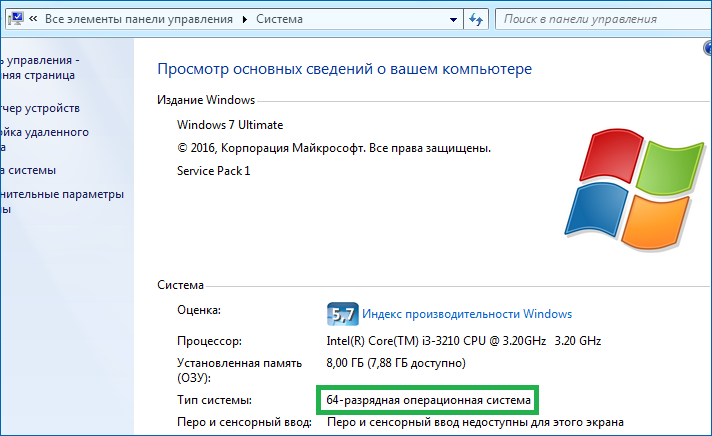 « Все элементы панели управления ▸ Система
Поиск в панели управления
управления -
няя страница
Просмотр основных сведений о вашем компьютере
Издание Windows
Windows 7 Ultimate
© 2016, Корпорация Майкрософт. Все права защищены.
Service Pack 1
чер устройств
ойка удаленного
а
а системы
нительные параметры
мы
Система
Оценка:
5,7 Индекс производительности Windows
Процессор:
Intel(R) Core(TM) i3-3210 CPU @ 3.20GHz 3.20 GHz
Установленная память
(ОЗУ):
8,00 ГБ (7,88 ГБ доступно)
Тип системы:
64-разрядная операционная система
Перо и сенсорный ввод:
Перо и сенсорный ввод недоступны для этого экрана